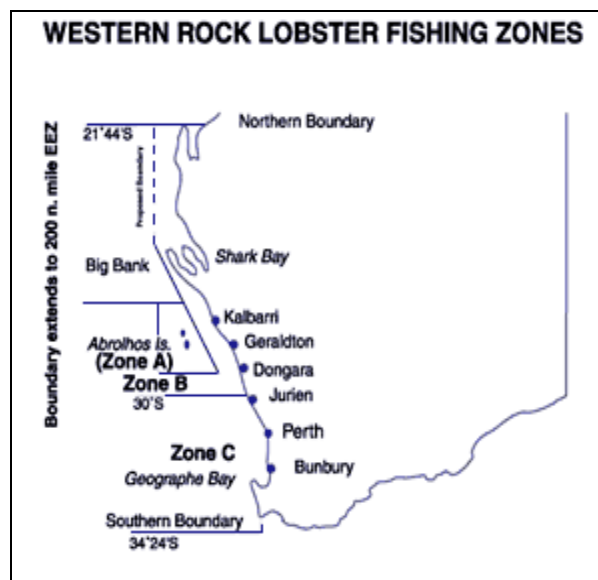 WESTERN ROCK LOBSTER FISHING ZONES
Northern Boundary
21°44'S
Boundary extends to 200 n. mile EEZ
Proposed Boundary
Shark Bay
Big Bank
Kalbarri
Abrolhos Is.
Geraldton
(Zone A)
Dongara
Zone B
Jurien
30°S
Perth
Zone C
Bunbury
Geographe Bay
Southern Boundary
34°24'S